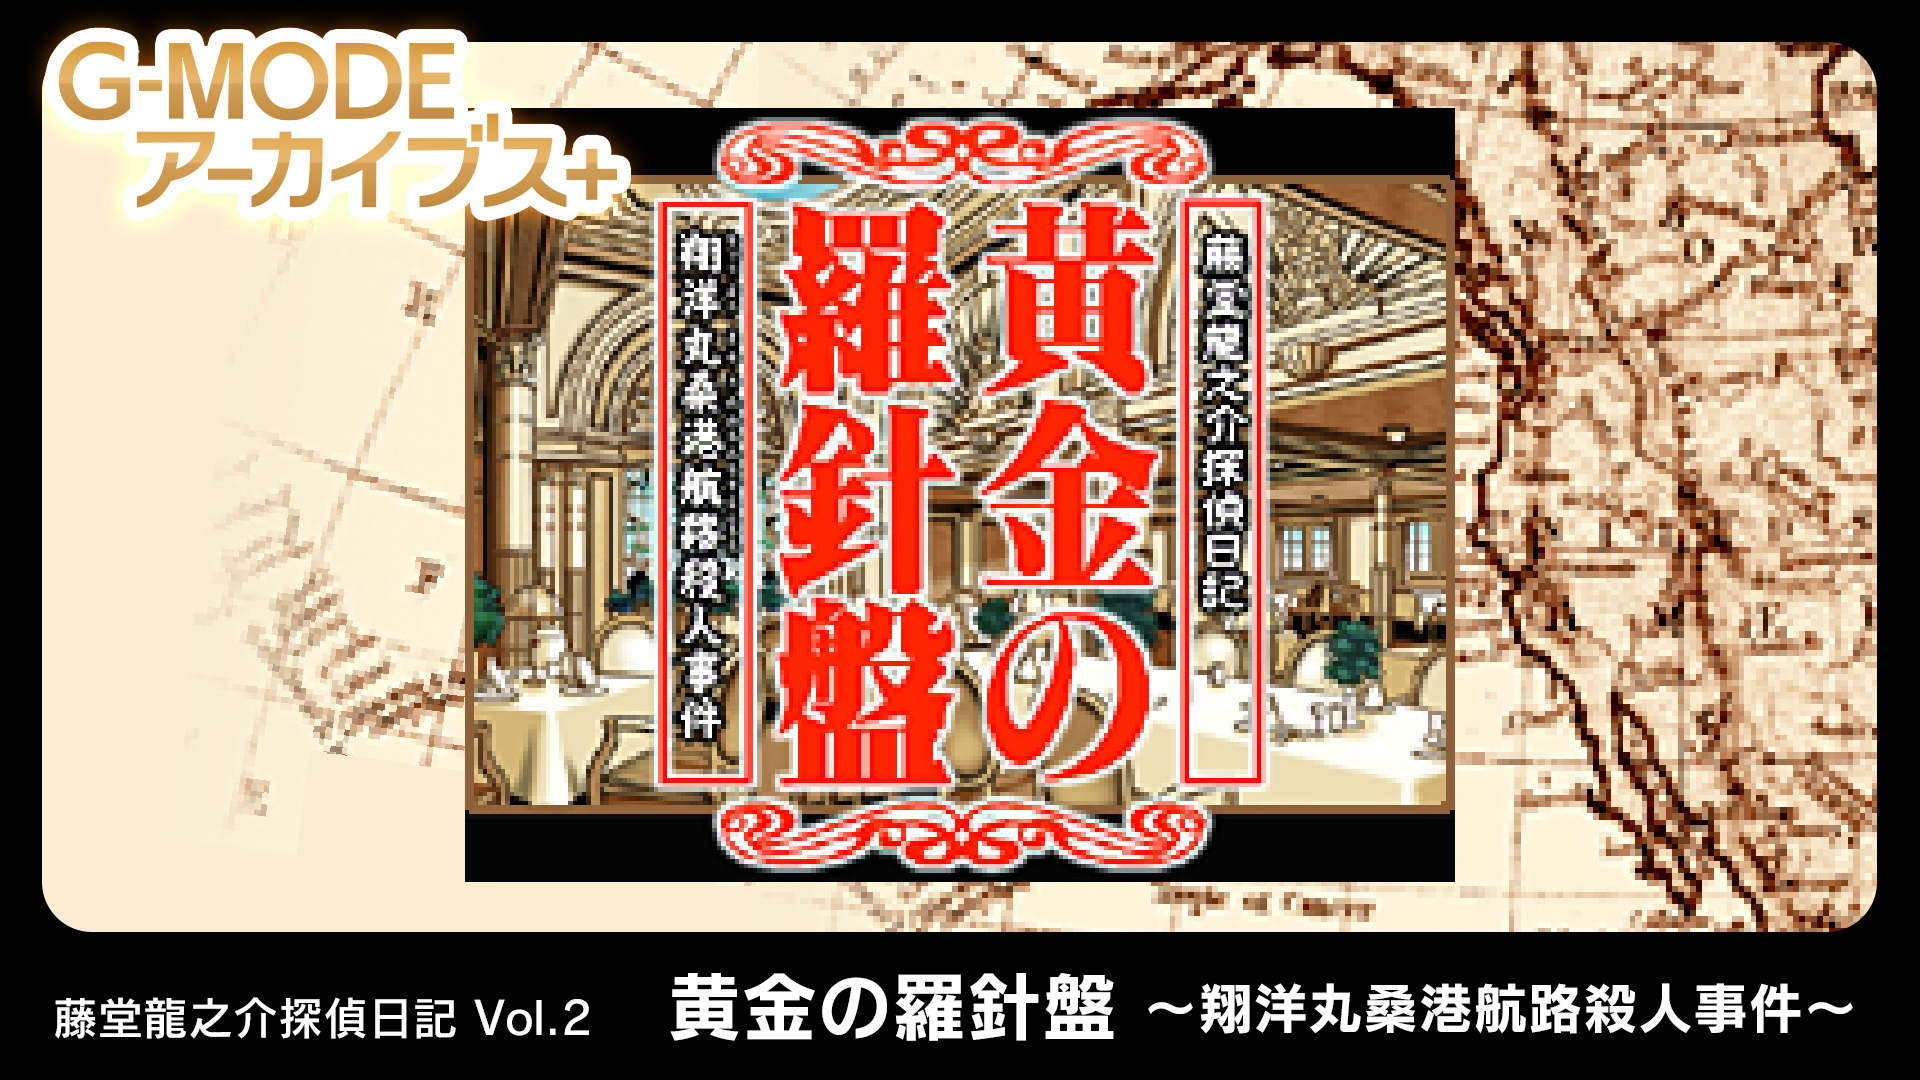 G-MODE
アーカイブス+
藤堂龍之介探偵日記
黄金の
羅針盤
翔洋丸桑港航路殺人事件
藤堂龍之介探偵日記 Vol.2 黄金の羅針盤 ～翔洋丸桑港航路殺人事件～